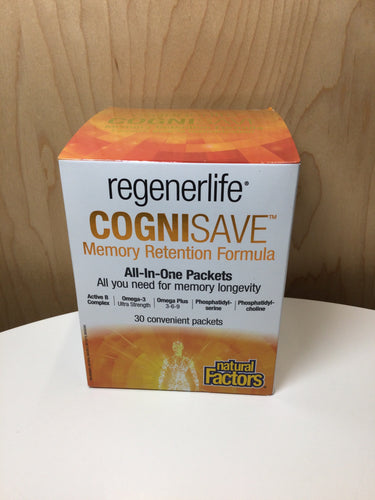 COGNI
regenerlife®
COGNISAVE™
Memory Retention Formula
All-In-One Packets
All you need for memory longevity
Active B Complex
Omega-3 Ultra Strength
Omega Plus 3-6-9
Phosphatidyl-serine
Phosphatidyl-choline
30 convenient packets
natural Factors®